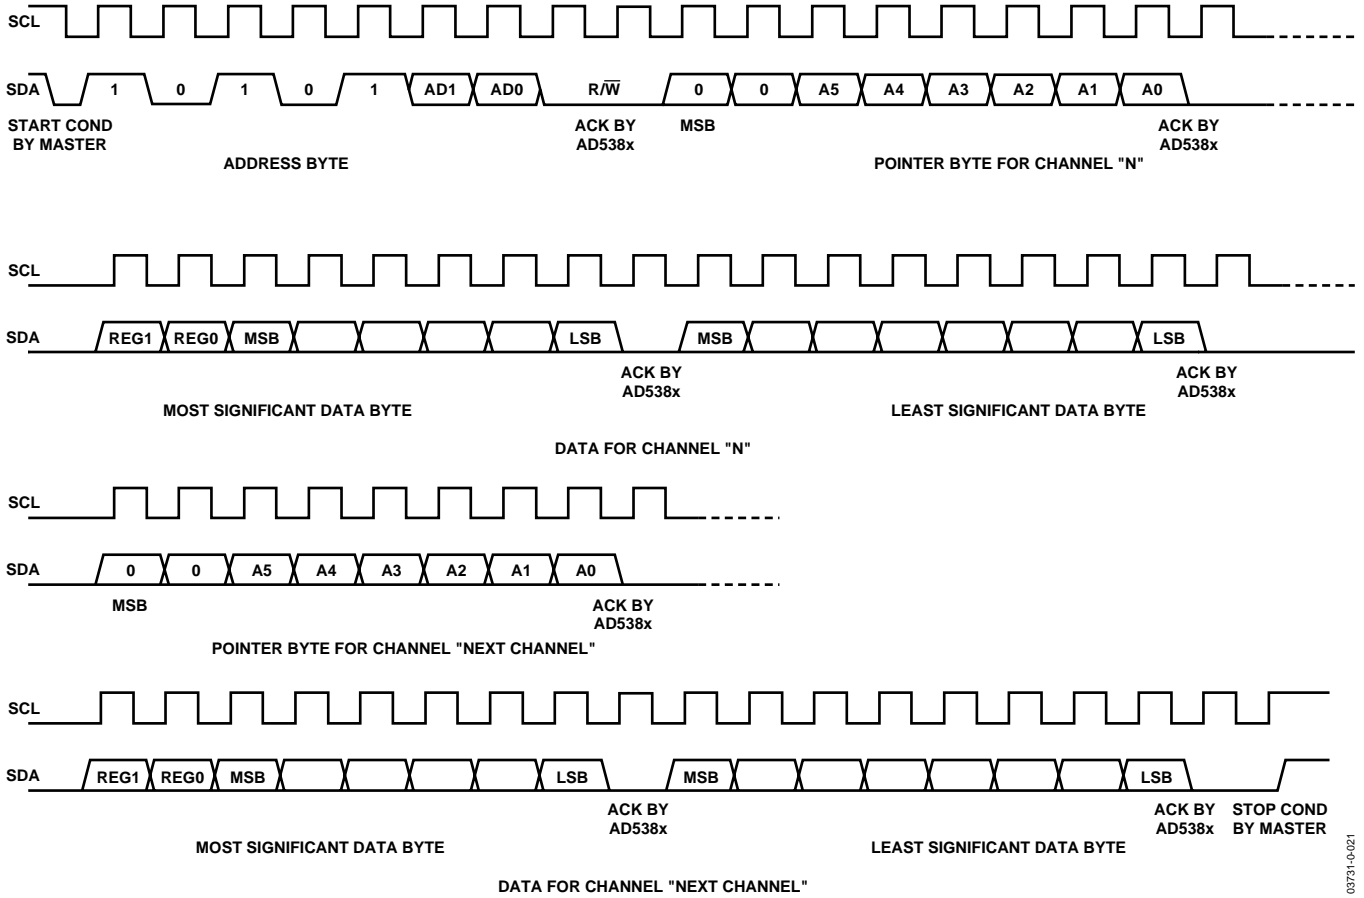 SCL
SDA 1 0 1 0 1 AD1 AD0 R/W̅ 0 0 A5 A4 A3 A2 A1 A0
START COND BY MASTER
ACK BY AD538x
MSB
ACK BY AD538x
ADDRESS BYTE
POINTER BYTE FOR CHANNEL "N"
SCL
SDA REG1 REG0 MSB LSB MSB LSB
ACK BY AD538x
ACK BY AD538x
MOST SIGNIFICANT DATA BYTE
LEAST SIGNIFICANT DATA BYTE
DATA FOR CHANNEL "N"
SCL
SDA 0 0 A5 A4 A3 A2 A1 A0
MSB
ACK BY AD538x
POINTER BYTE FOR CHANNEL "NEXT CHANNEL"
SCL
SDA REG1 REG0 MSB LSB MSB LSB
ACK BY AD538x
ACK BY AD538x
STOP COND BY MASTER
MOST SIGNIFICANT DATA BYTE
LEAST SIGNIFICANT DATA BYTE
DATA FOR CHANNEL "NEXT CHANNEL"
03731-0-021